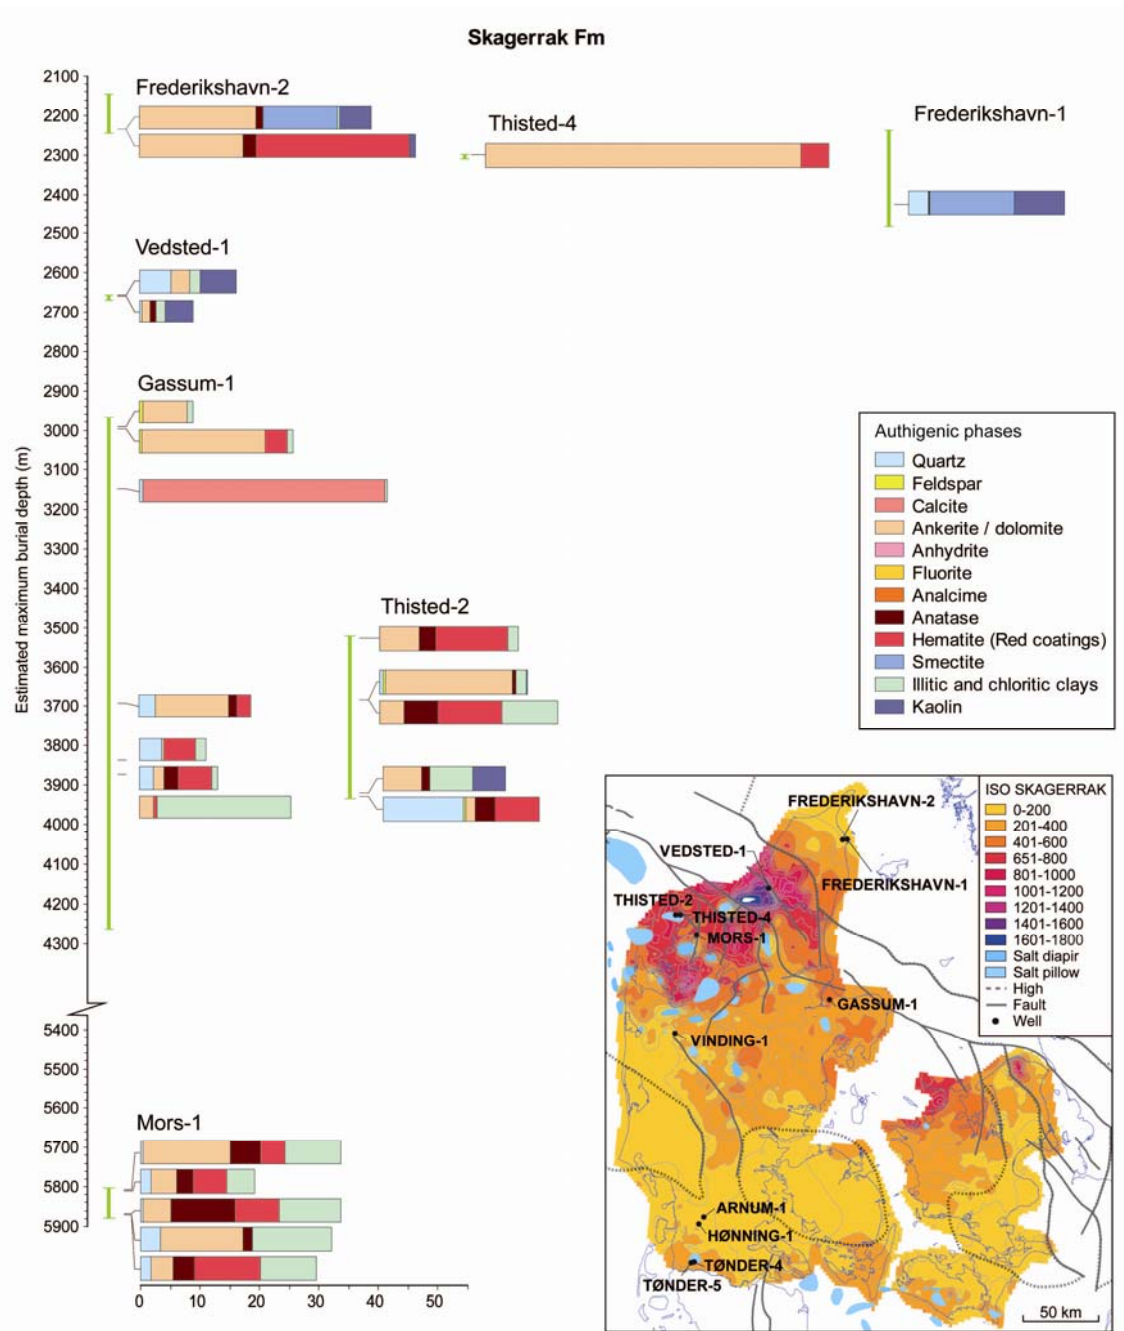 Skagerrak Fm
Estimated maximum burial depth (m)
2100
2200
2300
2400
2500
2600
2700
2800
2900
3000
3100
3200
3300
3400
3500
3600
3700
3800
3900
4000
4100
4200
4300
5400
5500
5600
5700
5800
5900
Frederikshavn-2
Thisted-4
Frederikshavn-1
Vedsted-1
Gassum-1
Thisted-2
Mors-1
0 10 20 30 40 50
Authigenic phases
Quartz
Feldspar
Calcite
Ankerite / dolomite
Anhydrite
Fluorite
Analcime
Anatase
Hematite (Red coatings)
Smectite
Illitic and chloritic clays
Kaolin
FREDERIKSHAVN-2
VEDSTED-1
FREDERIKSHAVN-1
THISTED-2
THISTED-4
MORS-1
GASSUM-1
VINDING-1
ARNUM-1
HØNNING-1
TØNDER-4
TØNDER-5
ISO SKAGERRAK
0-200
201-400
401-600
651-800
801-1000
1001-1200
1201-1400
1401-1600
1601-1800
Salt diapir
Salt pillow
High
Fault
Well
50 km